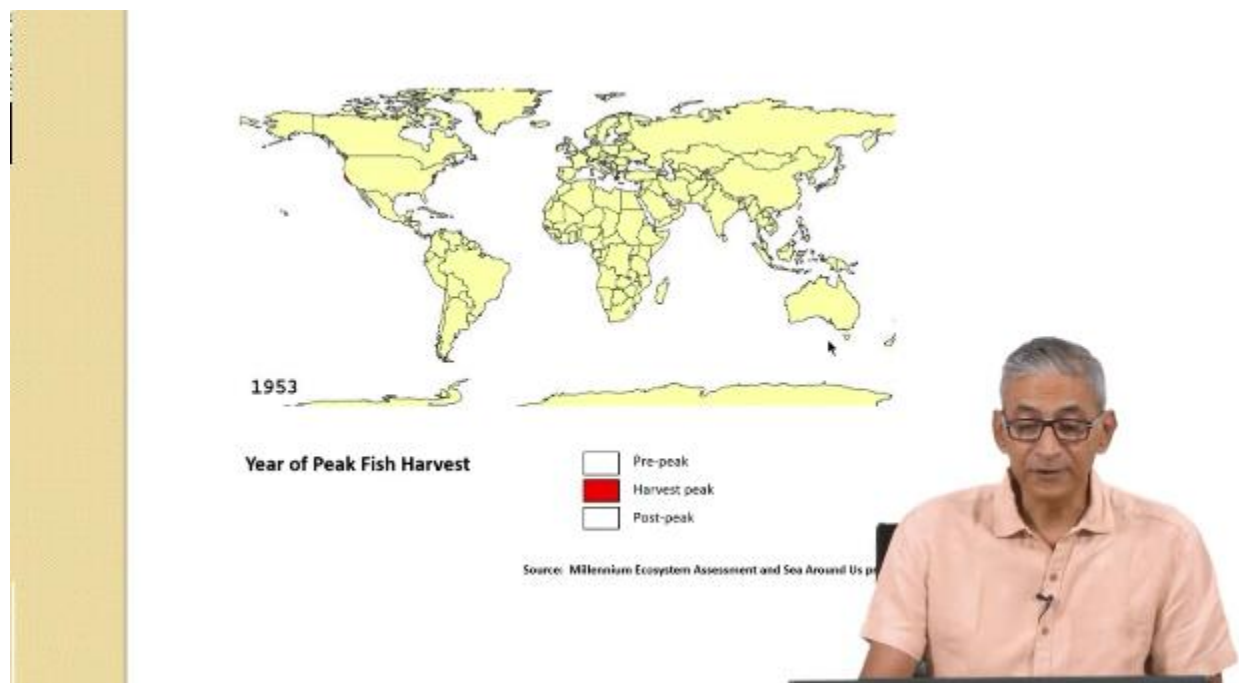 1953
Year of Peak Fish Harvest
Pre-peak
Harvest peak
Post-peak
Source: Millennium Ecosystem Assessment and Sea Around Us